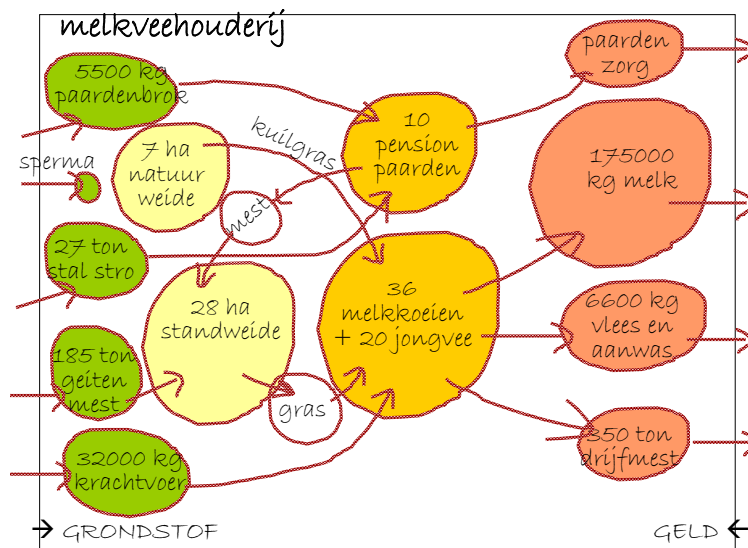 melkveehouderij
5500 kg
paardenbrok
sperma
7 ha
natuur
weide
kuilgras
mest
10
pension
paarden
paarden
zorg
175000
kg melk
27 ton
stal stro
28 ha
standweide
36
melkkoeien
+ 20 jongvee
6600 kg
vlees en
aanwas
185 ton
geiten
mest
gras
350 ton
drijfmest
32000 kg
krachtvoer
GRONDSTOF
GELD